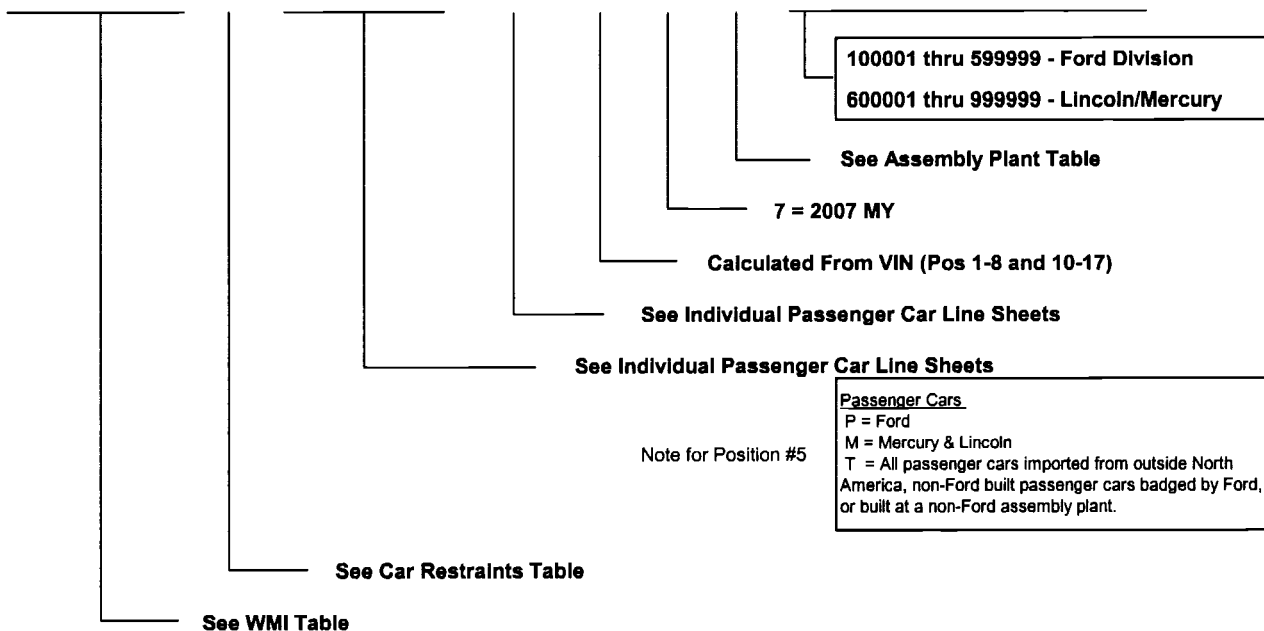 100001 thru 599999 - Ford Division
600001 thru 999999 - Lincoln/Mercury
See Assembly Plant Table
7 = 2007 MY
Calculated From VIN (Pos 1-8 and 10-17)
See Individual Passenger Car Line Sheets
See Individual Passenger Car Line Sheets
Note for Position #5
Passenger Cars
P = Ford
M = Mercury & Lincoln
T = All passenger cars imported from outside North
America, non-Ford built passenger cars badged by Ford,
or built at a non-Ford assembly plant.
See Car Restraints Table
See WMI Table